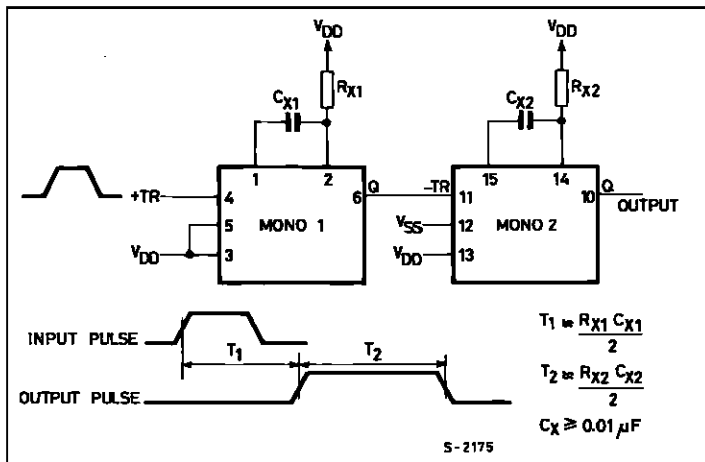 VDD
VDD
CX1
RX1
CX2
RX2
1
2
15
14
+TR
4
5
3
MONO 1
6
Q
-TR
11
12
13
MONO 2
10
Q
OUTPUT
VDD
VSS
VDD
INPUT PULSE
T1
T2
OUTPUT PULSE
T1 ≈ RX1 CX1
2
T2 ≈ RX2 CX2
2
CX ≥ 0.01 µF
S-2175